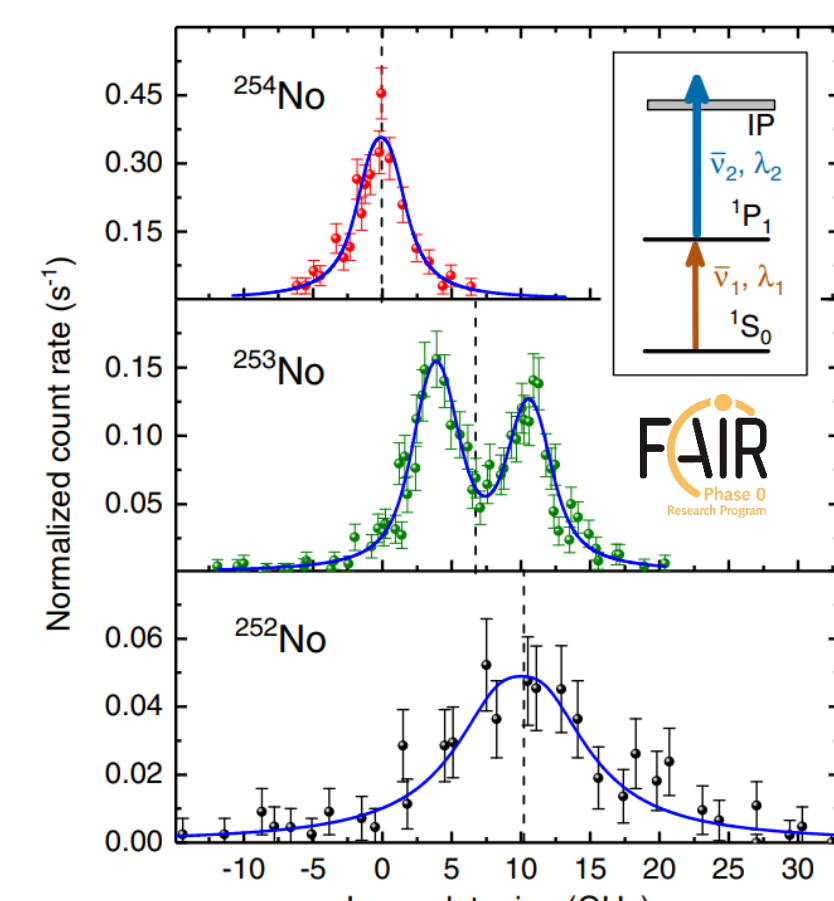 Normalized count rate (s⁻¹)
²⁵⁴No
0.45
0.30
0.15
IP
ν̅₂, λ₂
¹P₁
ν̅₁, λ₁
¹S₀
²⁵³No
0.15
0.10
0.05
FAIR
Phase 0
Research Program
²⁵²No
0.06
0.04
0.02
0.00
-10 -5 0 5 10 15 20 25 30